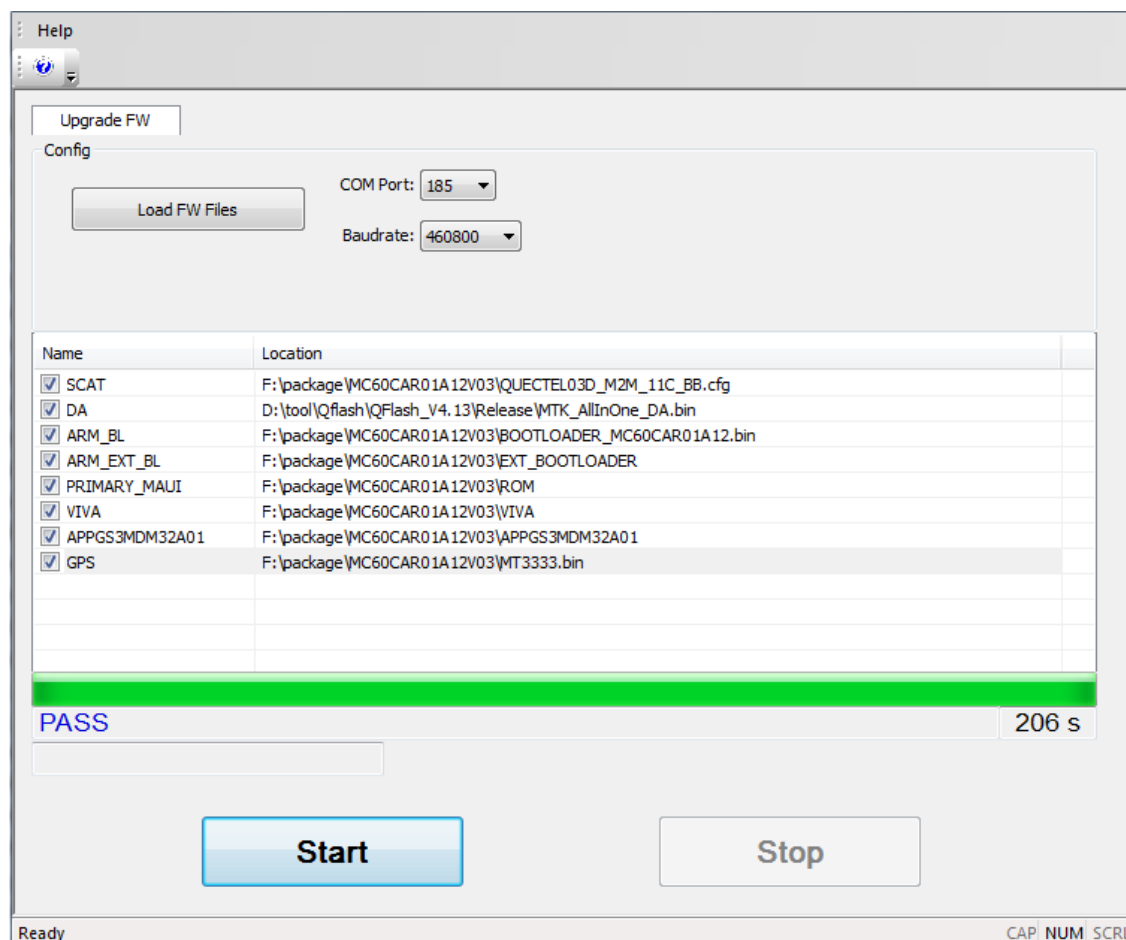 Help
Upgrade FW
Config
Load FW Files
COM Port: 185
Baudrate: 460800
Name Location
SCAT F:\package\MC60CAR01A12V03\QUECTEL03D_M2M_11C_BB.cfg
DA D:\tool\Qflash\QFlash_V4.13\Release\MTK_AllInOne_DA.bin
ARM_BL F:\package\MC60CAR01A12V03\BOOTLOADER_MC60CAR01A12.bin
ARM_EXT_BL F:\package\MC60CAR01A12V03\EXT_BOOTLOADER
PRIMARY_MAUI F:\package\MC60CAR01A12V03\ROM
VIVA F:\package\MC60CAR01A12V03\VIVA
APPGS3MDM32A01 F:\package\MC60CAR01A12V03\APPGS3MDM32A01
GPS F:\package\MC60CAR01A12V03\MT3333.bin
PASS 206 s
Start Stop
Ready CAP NUM SCRL